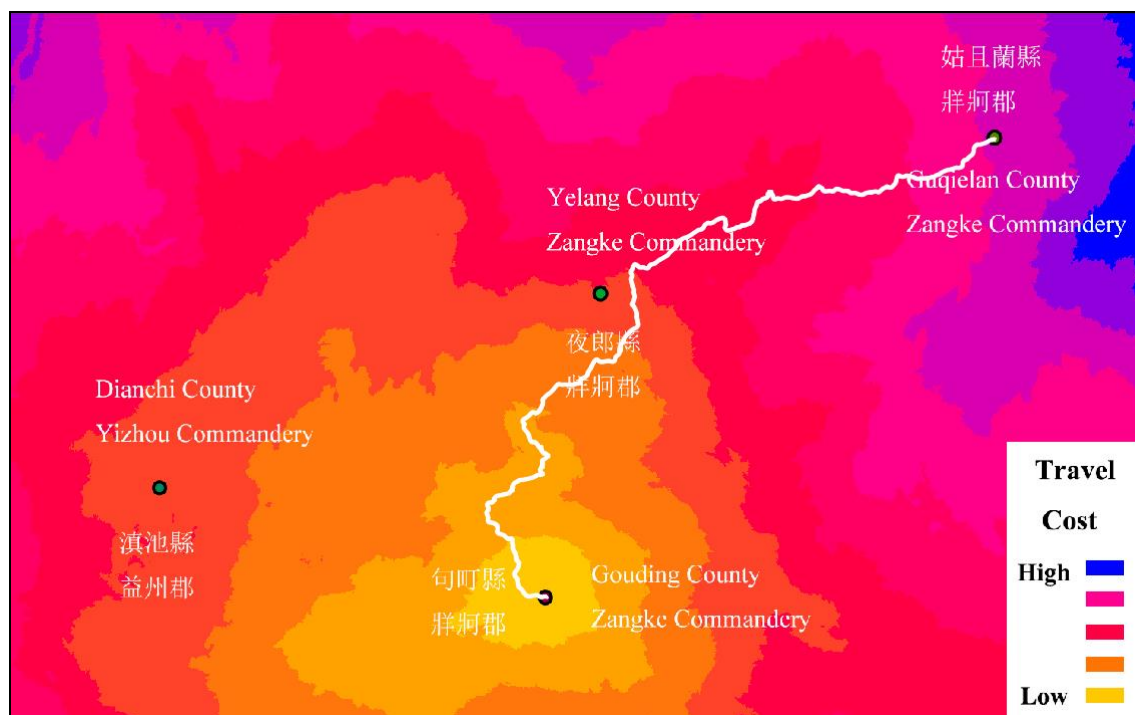 姑且蘭縣
牂牁郡
Guqielan County
Zangke Commandery
Yelang County
Zangke Commandery
夜郎縣
牂牁郡
Dianchi County
Yizhou Commandery
滇池縣
益州郡
句町縣
牂牁郡
Gouding County
Zangke Commandery
Travel
Cost
High
Low